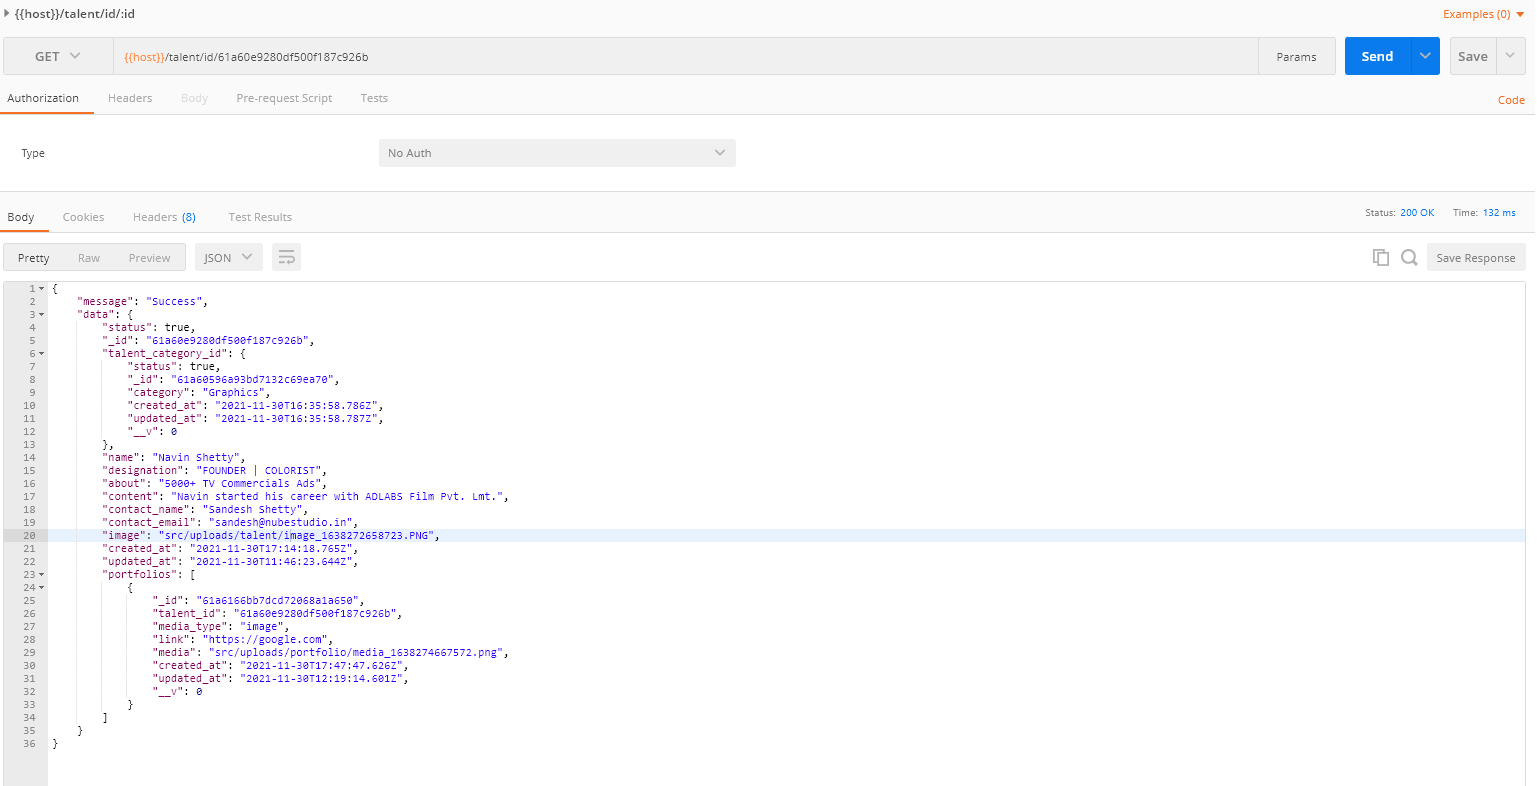 {{host}}/talent/id/:id
Examples (0)
GET
{{host}}/talent/id/61a60e9280df500f187c926b
Params
Send
Save
Authorization
Headers
Body
Pre-request Script
Tests
Code
Type
No Auth
Body
Cookies
Headers (8)
Test Results
Status: 200 OK
Time: 132 ms
Pretty
Raw
Preview
JSON
Save Response
1 {
2 "message": "Success",
3 "data": {
4 "status": true,
5 "_id": "61a60e9280df500f187c926b",
6 "talent_category_id": {
7 "status": true,
8 "_id": "61a60596a93bd7132c69ea70",
9 "category": "Graphics",
10 "created_at": "2021-11-30T16:35:58.786Z",
11 "updated_at": "2021-11-30T16:35:58.787Z",
12 "__v": 0
13 },
14 "name": "Navin Shetty",
15 "designation": "FOUNDER | COLORIST",
16 "about": "5000+ TV Commercials Ads",
17 "content": "Navin started his career with ADLABS Film Pvt. Lmt.",
18 "contact_name": "Sandesh Shetty",
19 "contact_email": "sandesh@nubestudio.in",
20 "image": "src/uploads/talent/image_1638272658723.PNG",
21 "created_at": "2021-11-30T17:14:18.765Z",
22 "updated_at": "2021-11-30T11:46:23.644Z",
23 "portfolios": [
24 {
25 "_id": "61a6166bb7dcd72068a1a650",
26 "talent_id": "61a60e9280df500f187c926b",
27 "media_type": "image",
28 "link": "https://google.com",
29 "media": "src/uploads/portfolio/media_1638274667572.png",
30 "created_at": "2021-11-30T17:47:47.626Z",
31 "updated_at": "2021-11-30T12:19:14.601Z",
32 "__v": 0
33 }
34 ]
35 }
36 }